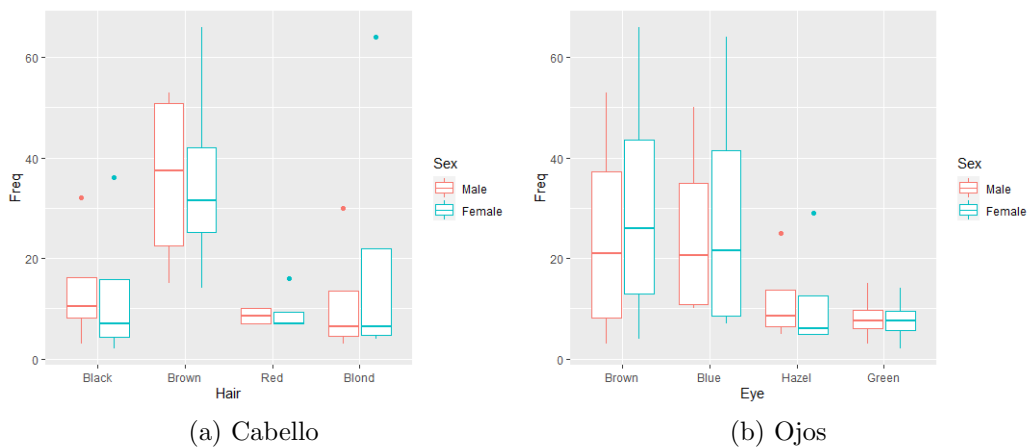 60
40
20
0
Freq
Black Brown Red Blond
Hair
Sex
Male
Female
(a) Cabello
60
40
20
0
Freq
Brown Blue Hazel Green
Eye
Sex
Male
Female
(b) Ojos